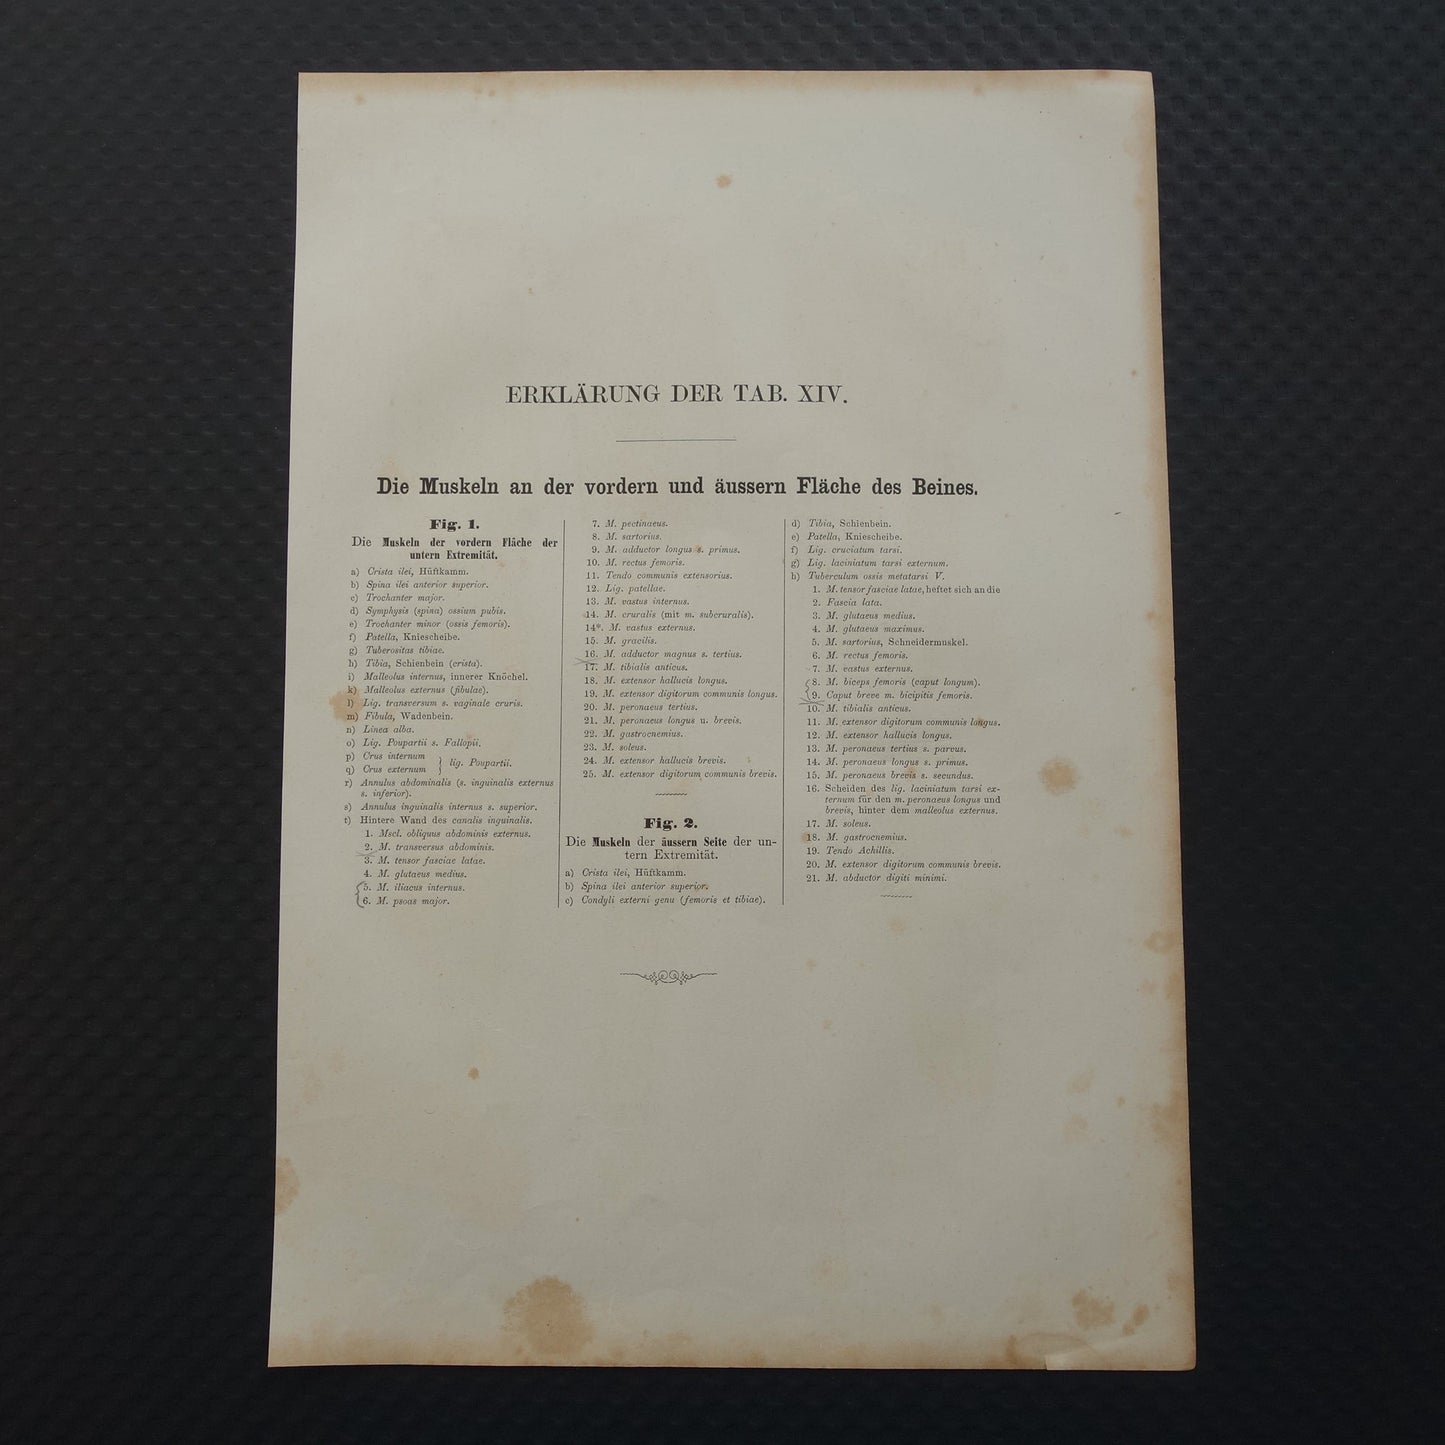 ERKLÄRUNG DER TAB. XIV.
Die Muskeln an der vordern und äussern Fläche des Beines.
Fig. 1.
Die Muskeln der vordern Fläche der
untern Extremität.
a) Crista ilei, Hüftkamm.
b) Spina ilei anterior superior.
c) Trochanter major.
d) Symphysis (spina) ossium pubis.
e) Trochanter minor (ossis femoris).
f) Patella, Kniescheibe.
g) Tuberositas tibiae.
h) Tibia, Schienbein (crista).
i) Malleolus internus, innerer Knöchel.
k) Malleolus externus (fibulae).
l) Lig. transversum s. vaginale cruris.
m) Fibula, Wadenbein.
n) Linea alba.
o) Lig. Poupartii s. Fallopii.
p) Crus internum
q) Crus externum } lig. Poupartii.
r) Annulus abdominalis (s. inguinalis externus
s. inferior).
s) Annulus inguinalis internus s. superior.
t) Hintere Wand des canalis inguinalis.
1. Mscl. obliquus abdominis externus.
2. M. transversus abdominis.
3. M. tensor fasciae latae.
4. M. glutaeus medius.
5. M. iliacus internus.
6. M. psoas major.
7. M. pectinaeus.
8. M. sartorius.
9. M. adductor longus s. primus.
10. M. rectus femoris.
11. Tendo communis extensorius.
12. Lig. patellae.
13. M. vastus internus.
14. M. cruralis (mit m. subcruralis).
14*. M. vastus externus.
15. M. gracilis.
16. M. adductor magnus s. tertius.
17. M. tibialis anticus.
18. M. extensor hallucis longus.
19. M. extensor digitorum communis longus.
20. M. peronaeus tertius.
21. M. peronaeus longus u. brevis.
22. M. gastrocnemius.
23. M. soleus.
24. M. extensor hallucis brevis.
25. M. extensor digitorum communis brevis.
Fig. 2.
Die Muskeln der äussern Seite der un-
tern Extremität.
a) Crista ilei, Hüftkamm.
b) Spina ilei anterior superior.
c) Condyli externi genu (femoris et tibiae).
d) Tibia, Schienbein.
e) Patella, Kniescheibe.
f) Lig. cruciatum tarsi.
g) Lig. laciniatum tarsi externum.
h) Tuberculum ossis metatarsi V.
1. M. tensor fasciae latae, heftet sich an die
2. Fascia lata.
3. M. glutaeus medius.
4. M. glutaeus maximus.
5. M. sartorius, Schneidermuskel.
6. M. rectus femoris.
7. M. vastus externus.
8. M. biceps femoris (caput longum).
9. Caput breve m. bicipitis femoris.
10. M. tibialis anticus.
11. M. extensor digitorum communis longus.
12. M. extensor hallucis longus.
13. M. peronaeus tertius s. parvus.
14. M. peronaeus longus s. primus.
15. M. peronaeus brevis s. secundus.
16. Scheiden des lig. laciniatum tarsi ex-
ternum für den m. peronaeus longus und
brevis, hinter dem malleolus externus.
17. M. soleus.
18. M. gastrocnemius.
19. Tendo Achillis.
20. M. extensor digitorum communis brevis.
21. M. abductor digiti minimi.